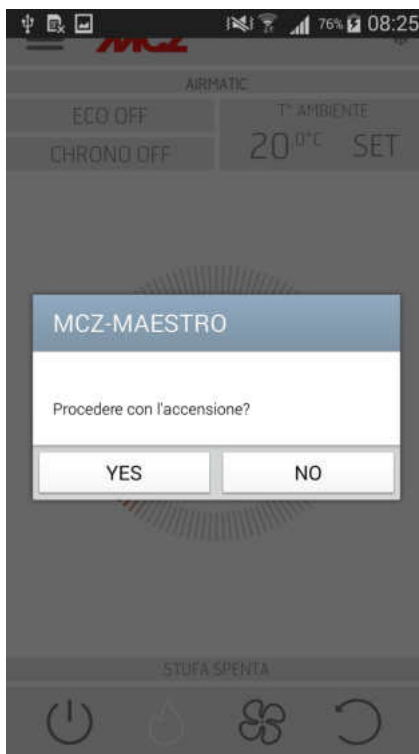 76% 08:25
MCZ
AIRMATIC
ECO OFF
T° AMBIENTE
CHRONO OFF
20.0°C SET
MCZ-MAESTRO
Procedere con l'accensione?
YES NO
STUFA SPENTA